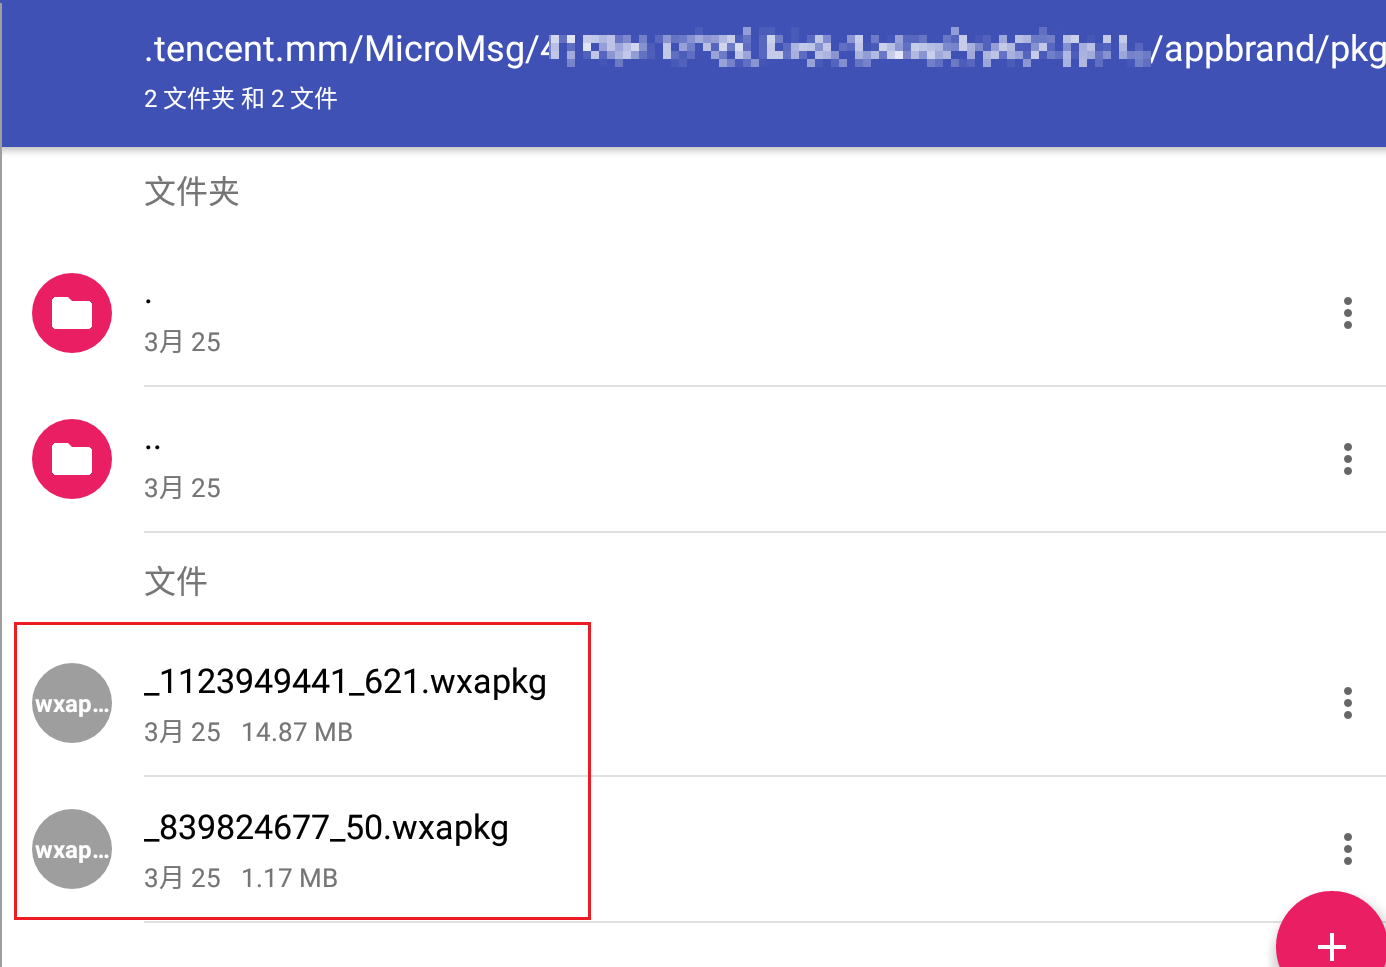 .tencent.mm/MicroMsg/4 /appbrand/pkg
2 文件夹 和 2 文件
文件夹
.
3月 25
..
3月 25
文件
wxap...
_1123949441_621.wxapkg
3月 25 14.87 MB
wxap...
_839824677_50.wxapkg
3月 25 1.17 MB